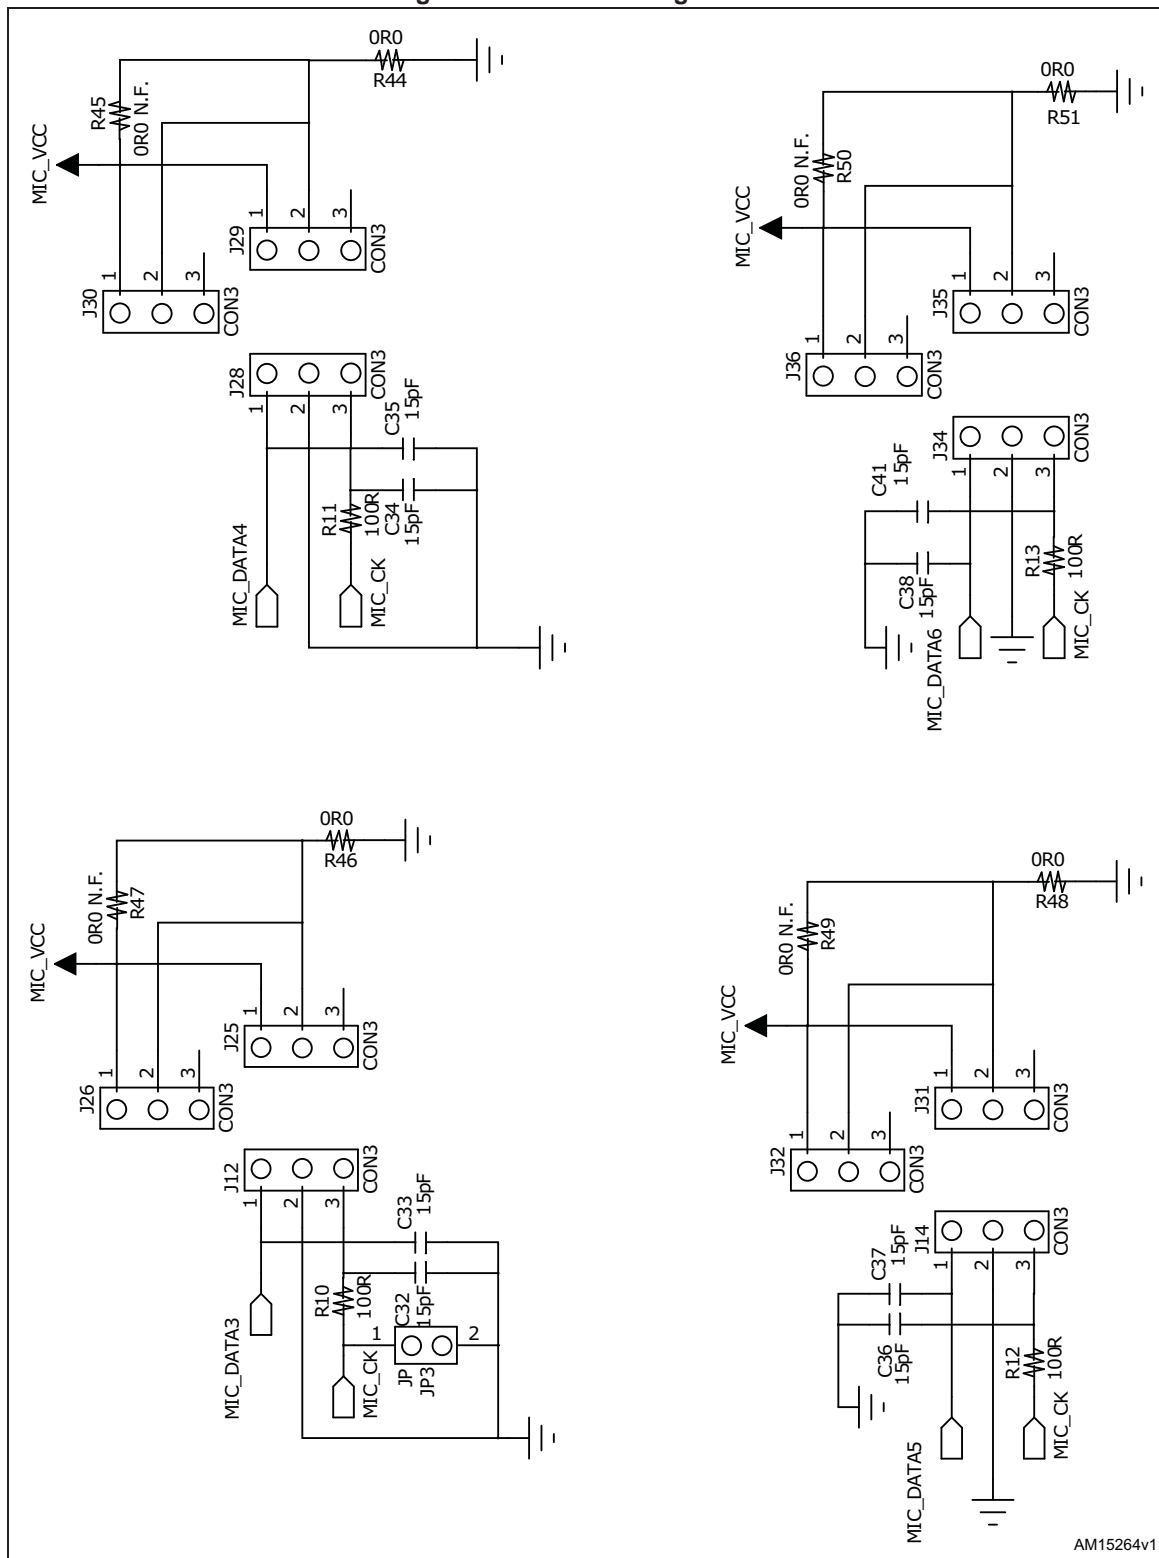 0R0
R44
R45
0R0 N.F.
MIC_VCC
1
2
3
J29
CON3
1
2
3
J30
CON3
J28
CON3
1
2
3
C35
15pF
R11
100R
C34
15pF
MIC_DATA4
MIC_CK
0R0
R51
0R0 N.F.
R50
MIC_VCC
1
2
3
J35
CON3
1
2
3
J36
CON3
J34
CON3
1
2
3
C41
15pF
C38
15pF
R13
100R
MIC_DATA6
MIC_CK
0R0
R46
0R0 N.F.
R47
MIC_VCC
1
2
3
J25
CON3
1
2
3
J26
CON3
J12
CON3
1
2
3
C33
15pF
R10
100R
C32
15pF
1
2
JP
JP3
MIC_DATA3
MIC_CK
0R0
R48
0R0 N.F.
R49
MIC_VCC
1
2
3
J31
CON3
1
2
3
J32
CON3
J14
CON3
1
2
3
C37
15pF
C36
15pF
R12
100R
MIC_DATA5
MIC_CK
AM15264v1